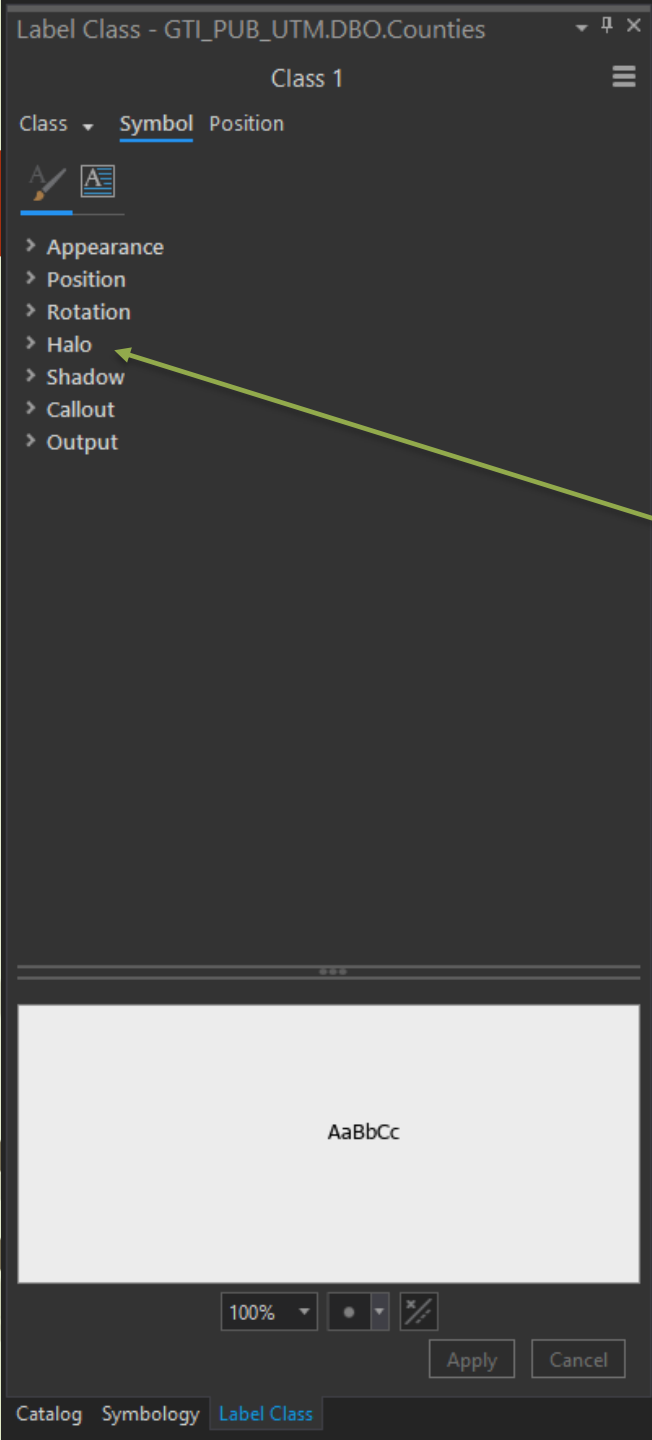 Label Class - GTI_PUB_UTM.DBO.Counties
Class 1
Class Symbol Position
A A
Appearance
Position
Rotation
Halo
Shadow
Callout
Output
AaBbCc
100%
Apply Cancel
Catalog Symbology Label Class